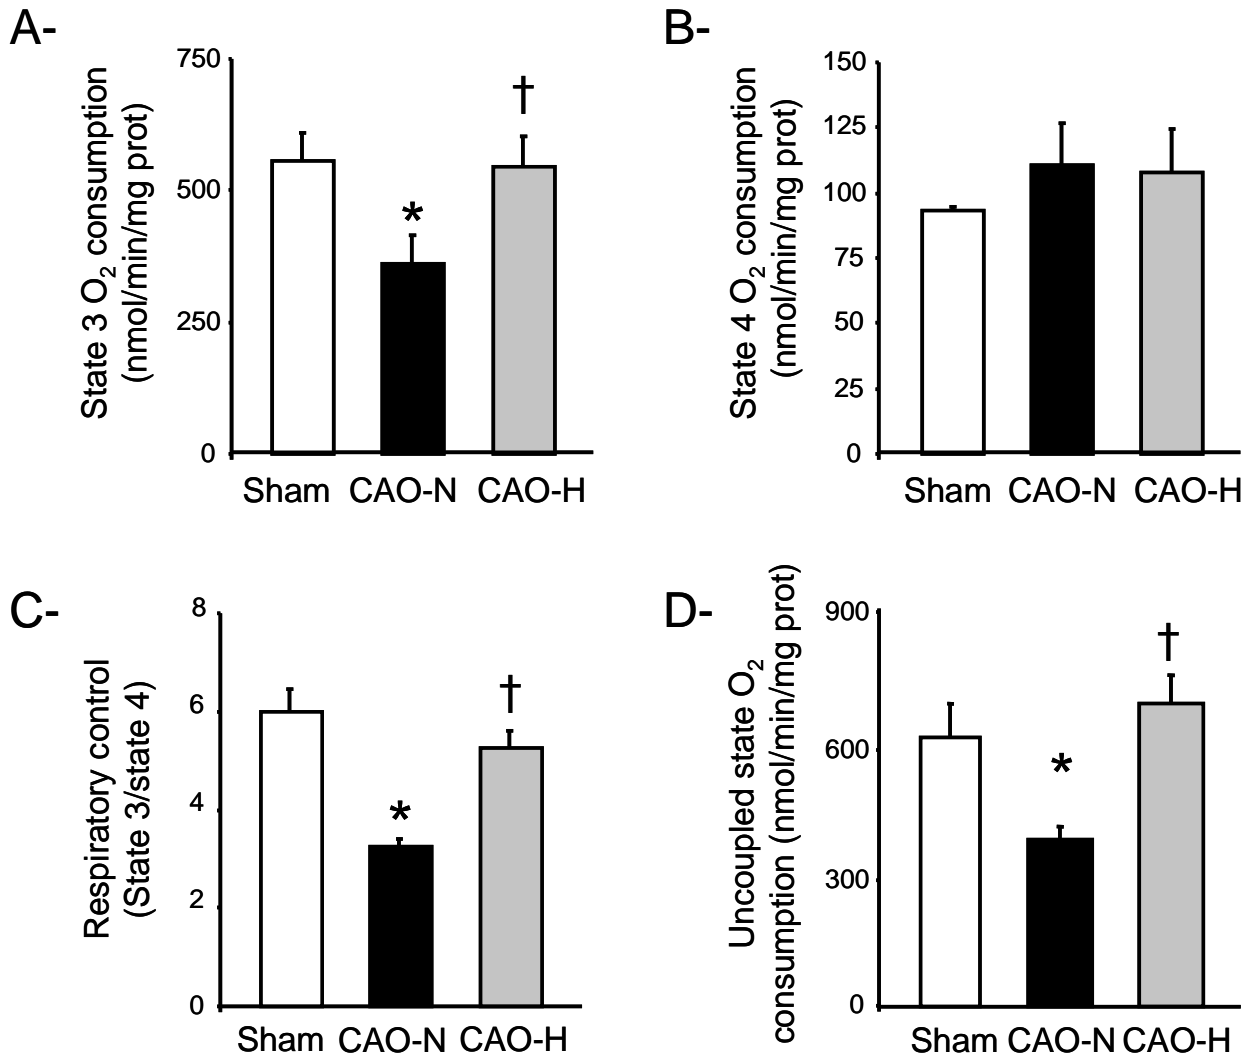 A-
State 3 O₂ consumption
(nmol/min/mg prot)
750
500
250
0
†
*
Sham CAO-N CAO-H
B-
State 4 O₂ consumption
(nmol/min/mg prot)
150
125
100
75
50
25
0
Sham CAO-N CAO-H
C-
Respiratory control
(State 3/state 4)
8
6
4
2
0
†
*
Sham CAO-N CAO-H
D-
Uncoupled state O₂
consumption (nmol/min/mg prot)
900
600
300
0
†
*
Sham CAO-N CAO-H